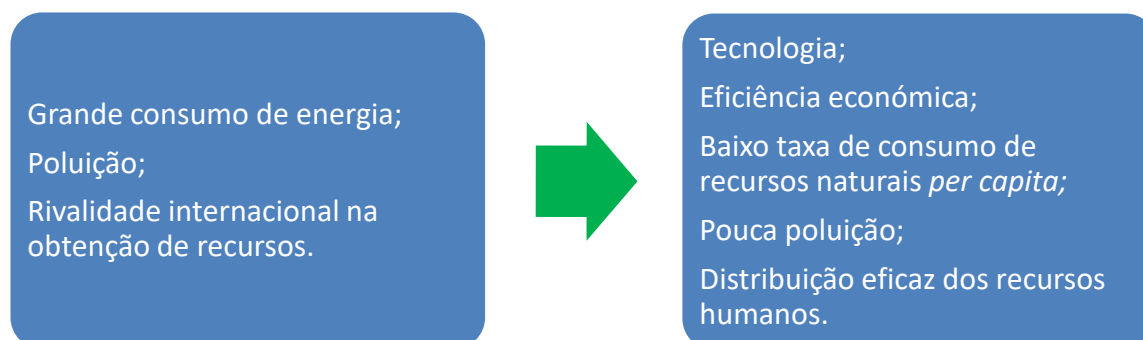 Grande consumo de energia;
Poluição;
Rivalidade internacional na
obtenção de recursos.
Tecnologia;
Eficiência económica;
Baixo taxa de consumo de
recursos naturais per capita;
Pouca poluição;
Distribuição eficaz dos recursos
humanos.